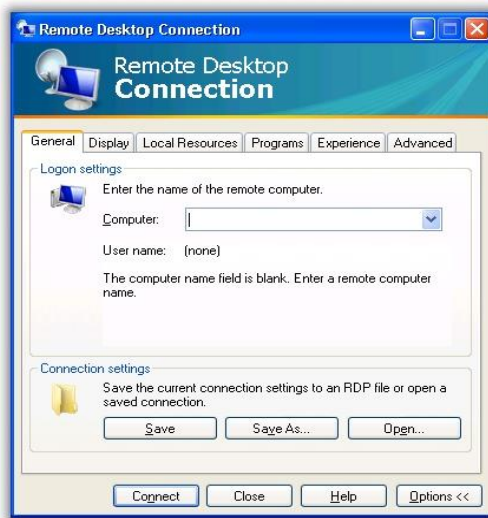 Remote Desktop Connection
Remote Desktop
Connection
General Display Local Resources Programs Experience Advanced
Logon settings
Enter the name of the remote computer.
Computer:
User name: (none)
The computer name field is blank. Enter a remote computer
name.
Connection settings
Save the current connection settings to an RDP file or open a
saved connection.
Save Save As... Open...
Connect Close Help Options <<